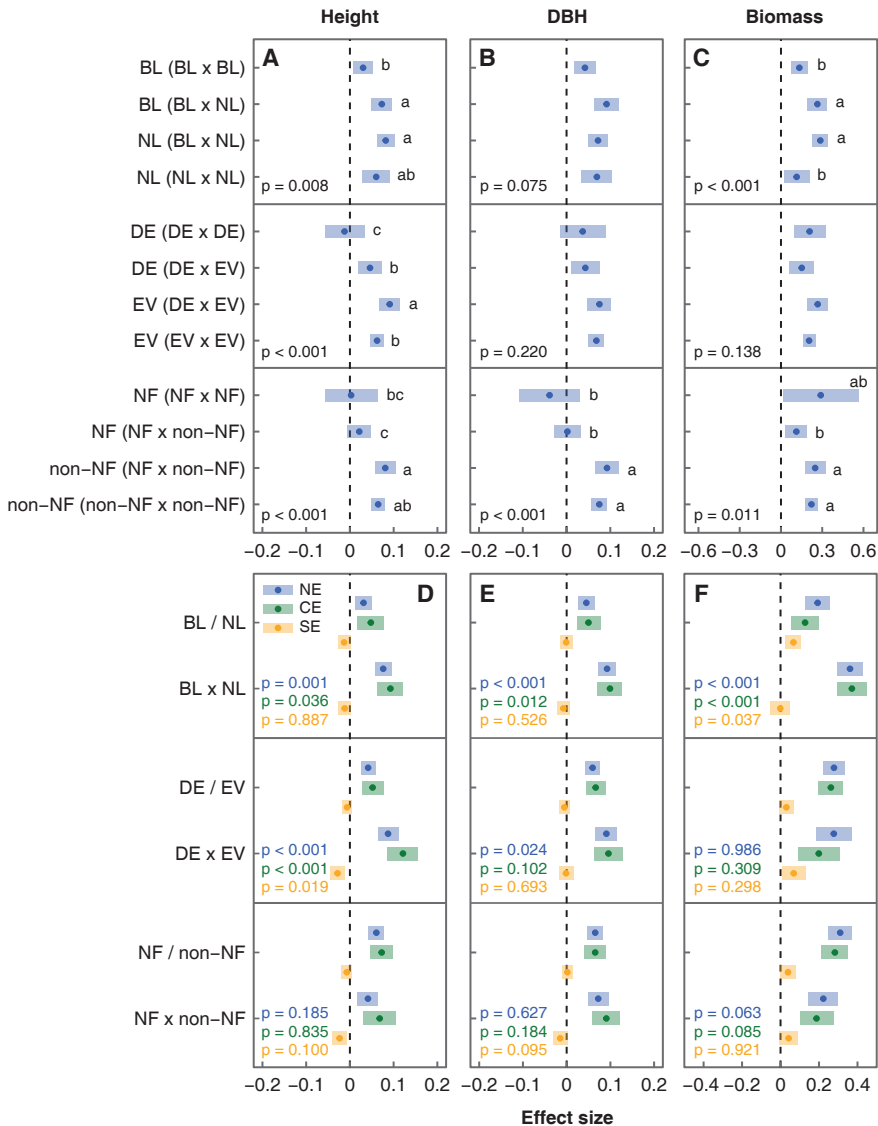 Height DBH Biomass
A B C
BL (BL x BL) b b
BL (BL x NL) a a
NL (BL x NL) a a
NL (NL x NL) ab b
p = 0.008 p = 0.075 p < 0.001
DE (DE x DE) c
DE (DE x EV) b
EV (DE x EV) a
EV (EV x EV) b
p < 0.001 p = 0.220 p = 0.138
NF (NF x NF) bc b ab
NF (NF x non−NF) c b b
non−NF (NF x non−NF) a a a
non−NF (non−NF x non−NF) ab a a
p < 0.001 p < 0.001 p = 0.011
−0.2 −0.1 0 0.1 0.2 −0.1 0 0.1 0.2 −0.6 −0.3 0 0.3 0.6
D E F
NE
CE
SE
BL / NL
BL x NL
p = 0.001 p < 0.001 p < 0.001
p = 0.036 p = 0.012 p < 0.001
p = 0.887 p = 0.526 p = 0.037
DE / EV
DE x EV
p < 0.001 p = 0.024 p = 0.986
p < 0.001 p = 0.102 p = 0.309
p = 0.019 p = 0.693 p = 0.298
NF / non−NF
NF x non−NF
p = 0.185 p = 0.627 p = 0.063
p = 0.835 p = 0.184 p = 0.085
p = 0.100 p = 0.095 p = 0.921
−0.2 −0.1 0 0.1 0.2 −0.1 0 0.1 0.2 −0.4 −0.2 0 0.2 0.4
Effect size